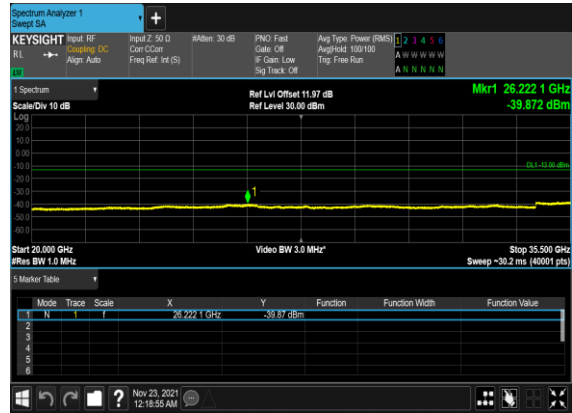 Spectrum Analyzer 1
Swept SA
+
KEYSIGHT Input: RF Input Z: 50 Ω #Atten: 30 dB PNO: Fast Avg Type: Power (RMS) 1 2 3 4 5 6
RL Coupling: DC Corr CCorr Gate: Off Avg|Hold: 100/100 A W W W W W
Align: Auto Freq Ref: Int (S) IF Gain: Low Trig: Free Run
LW Sig Track: Off A N N N N N
1 Spectrum Ref Lvl Offset 11.97 dB Mkr1 26.222 1 GHz
Scale/Div 10 dB Ref Level 30.00 dBm -39.872 dBm
Log
20.0
10.0
0.00
-10.0 DL1 -13.00 dBm
-20.0
-30.0 1
-40.0
-50.0
-60.0
Start 20.000 GHz Video BW 3.0 MHz* Stop 35.500 GHz
#Res BW 1.0 MHz Sweep ~30.2 ms (40001 pts)
5 Marker Table
Mode Trace Scale X Y Function Function Width Function Value
1 N 1 f 26.222 1 GHz -39.87 dBm
2
3
4
5
6
? Nov 23, 2021
12:18:55 AM